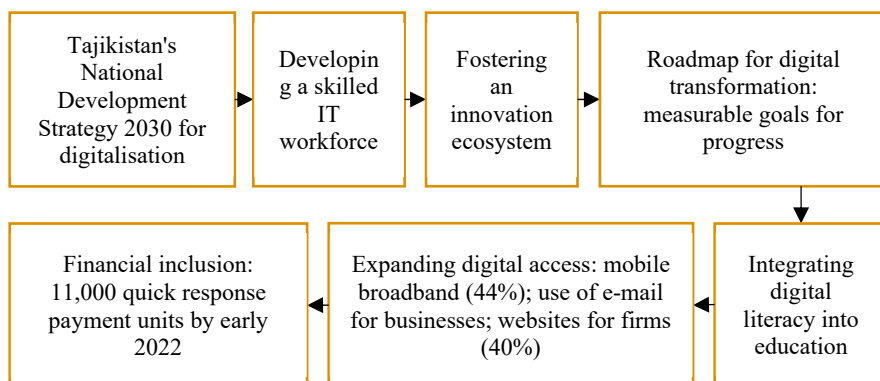 Tajikistan's
National
Development
Strategy 2030 for
digitalisation
Developin
g a skilled
IT
workforce
Fostering
an
innovation
ecosystem
Roadmap for digital
transformation:
measurable goals for
progress
Integrating
digital
literacy into
education
Expanding digital access: mobile
broadband (44%); use of e-mail
for businesses; websites for firms
(40%)
Financial inclusion:
11,000 quick response
payment units by early
2022